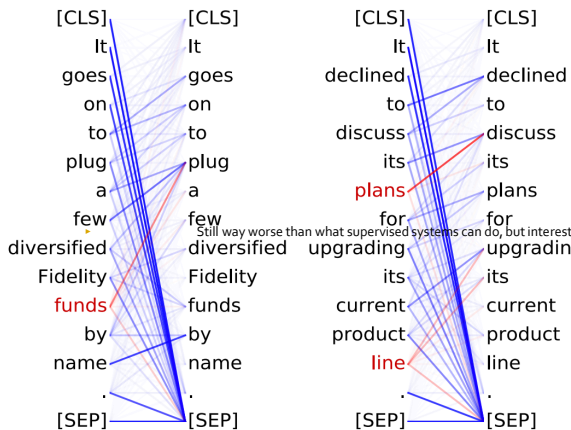 [CLS] [CLS] [CLS] [CLS]
It It It It
goes goes declined declined
on on to to
to to discuss discuss
plug plug its its
a a plans plans
few few for for
Still way worse than what supervised systems can do, but interest
diversified diversified upgrading upgradin
Fidelity Fidelity its its
funds funds current current
by by product product
name name line line
. . . .
[SEP] [SEP] [SEP] [SEP]